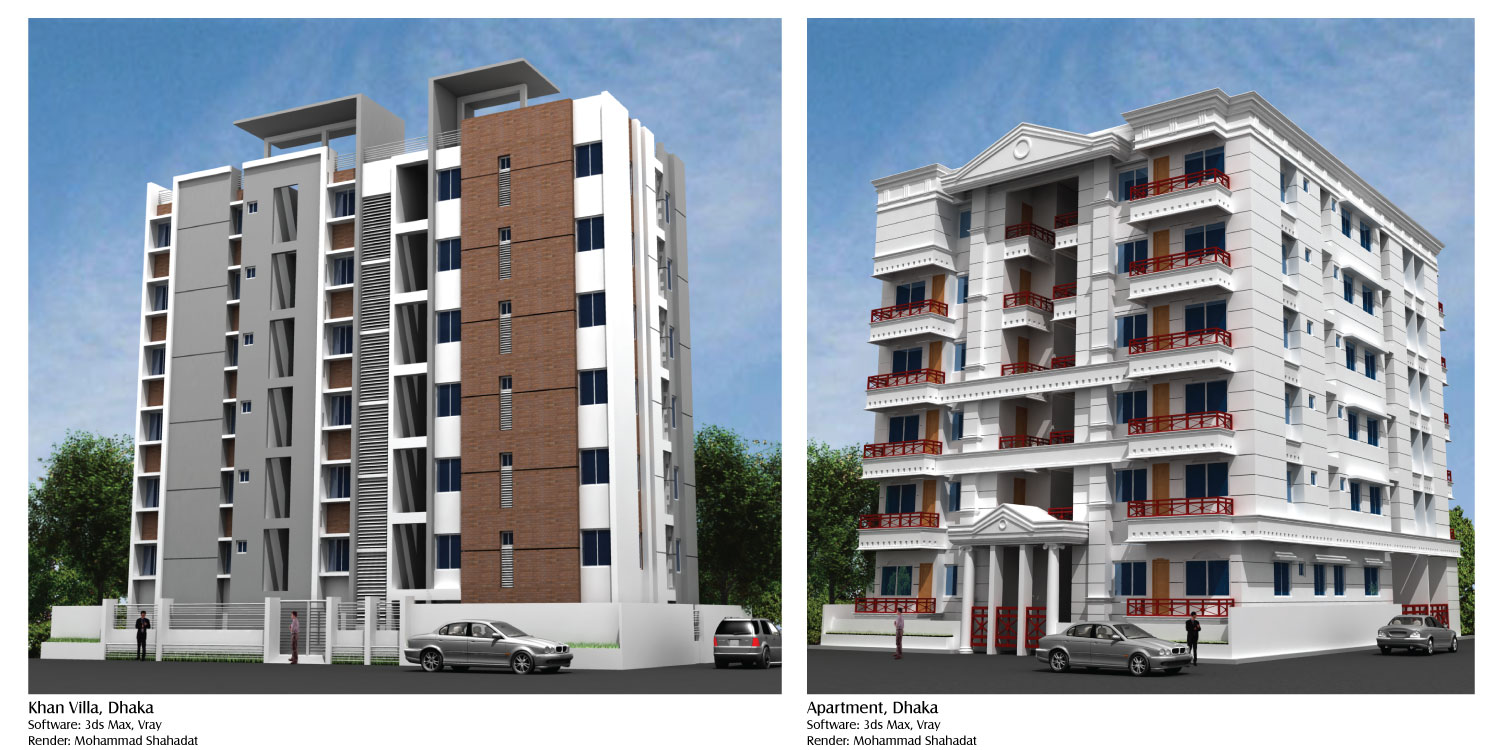 Khan Villa, Dhaka
Software: 3ds Max, Vray
Render: Mohammad Shahadat
Apartment, Dhaka
Software: 3ds Max, Vray
Render: Mohammad Shahadat